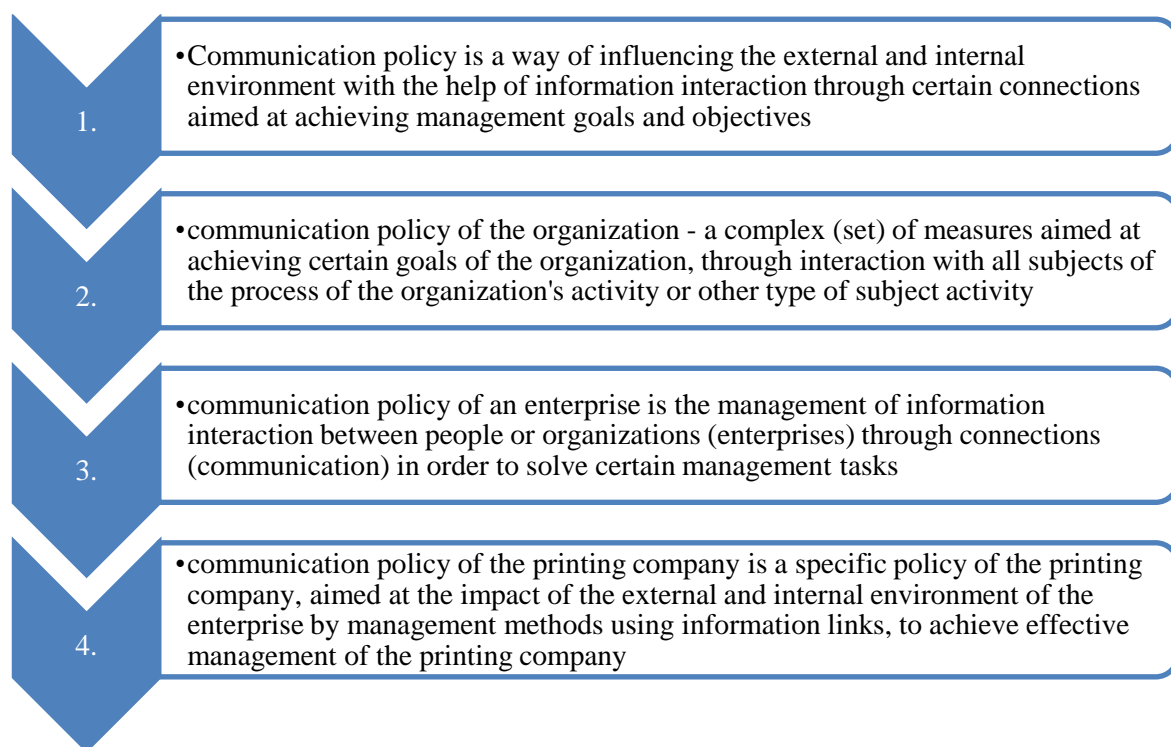 1.
•Communication policy is a way of influencing the external and internal
environment with the help of information interaction through certain connections
aimed at achieving management goals and objectives
2.
•communication policy of the organization - a complex (set) of measures aimed at
achieving certain goals of the organization, through interaction with all subjects of
the process of the organization's activity or other type of subject activity
3.
•communication policy of an enterprise is the management of information
interaction between people or organizations (enterprises) through connections
(communication) in order to solve certain management tasks
4.
•communication policy of the printing company is a specific policy of the printing
company, aimed at the impact of the external and internal environment of the
enterprise by management methods using information links, to achieve effective
management of the printing company